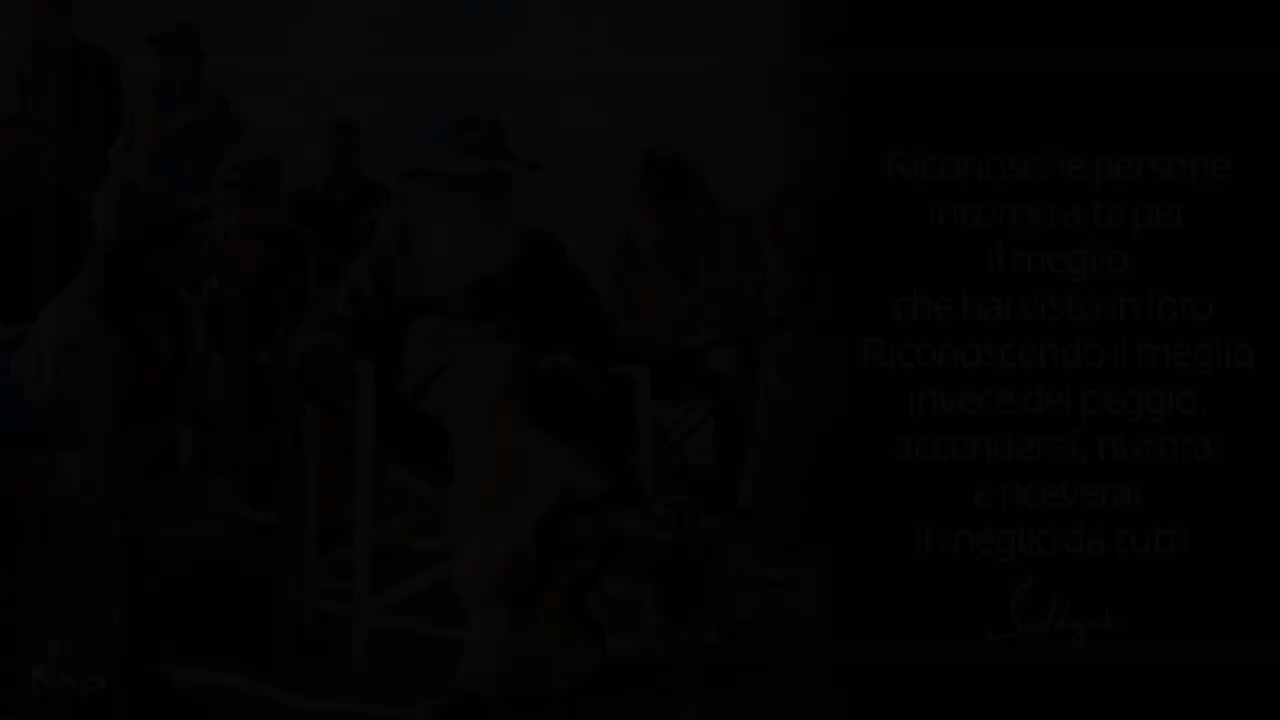 Riconosci le persone
intorno a te per
il meglio
che hai visto in loro
Riconoscendo il meglio
invece del peggio,
accenderai, nutrirai
e riceverai
il meglio da tutti